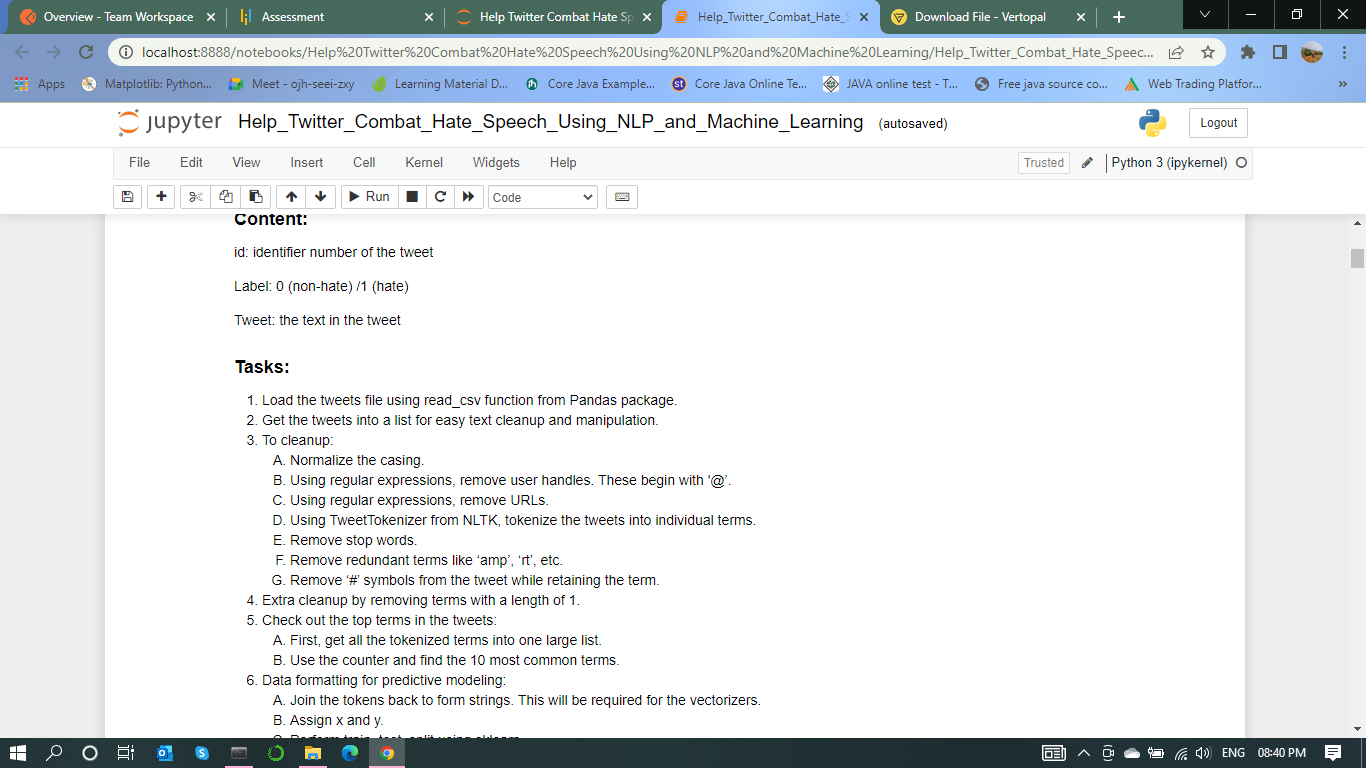 Overview - Team Workspace
Assessment
Help Twitter Combat Hate Sp
Help_Twitter_Combat_Hate_S
Download File - Vertopal
localhost:8888/notebooks/Help%20Twitter%20Combat%20Hate%20Speech%20Using%20NLP%20and%20Machine%20Learning/Help_Twitter_Combat_Hate_Speec...
Apps
Matplotlib: Python...
Meet - ojh-seei-zxy
Learning Material D...
Core Java Example...
Core Java Online Te...
JAVA online test - T...
Free java source co...
Web Trading Platfor...
»
jupyter Help_Twitter_Combat_Hate_Speech_Using_NLP_and_Machine_Learning (autosaved)
Logout
File Edit View Insert Cell Kernel Widgets Help
Trusted
Python 3 (ipykernel)
Run
Code
Content:
id: identifier number of the tweet
Label: 0 (non-hate) /1 (hate)
Tweet: the text in the tweet
Tasks:
1. Load the tweets file using read_csv function from Pandas package.
2. Get the tweets into a list for easy text cleanup and manipulation.
3. To cleanup:
A. Normalize the casing.
B. Using regular expressions, remove user handles. These begin with '@’.
C. Using regular expressions, remove URLs.
D. Using TweetTokenizer from NLTK, tokenize the tweets into individual terms.
E. Remove stop words.
F. Remove redundant terms like ‘amp’, ‘rt’, etc.
G. Remove ‘#’ symbols from the tweet while retaining the term.
4. Extra cleanup by removing terms with a length of 1.
5. Check out the top terms in the tweets:
A. First, get all the tokenized terms into one large list.
B. Use the counter and find the 10 most common terms.
6. Data formatting for predictive modeling:
A. Join the tokens back to form strings. This will be required for the vectorizers.
B. Assign x and y.
C. Perform train_test_split using sklearn.
ENG 08:40 PM